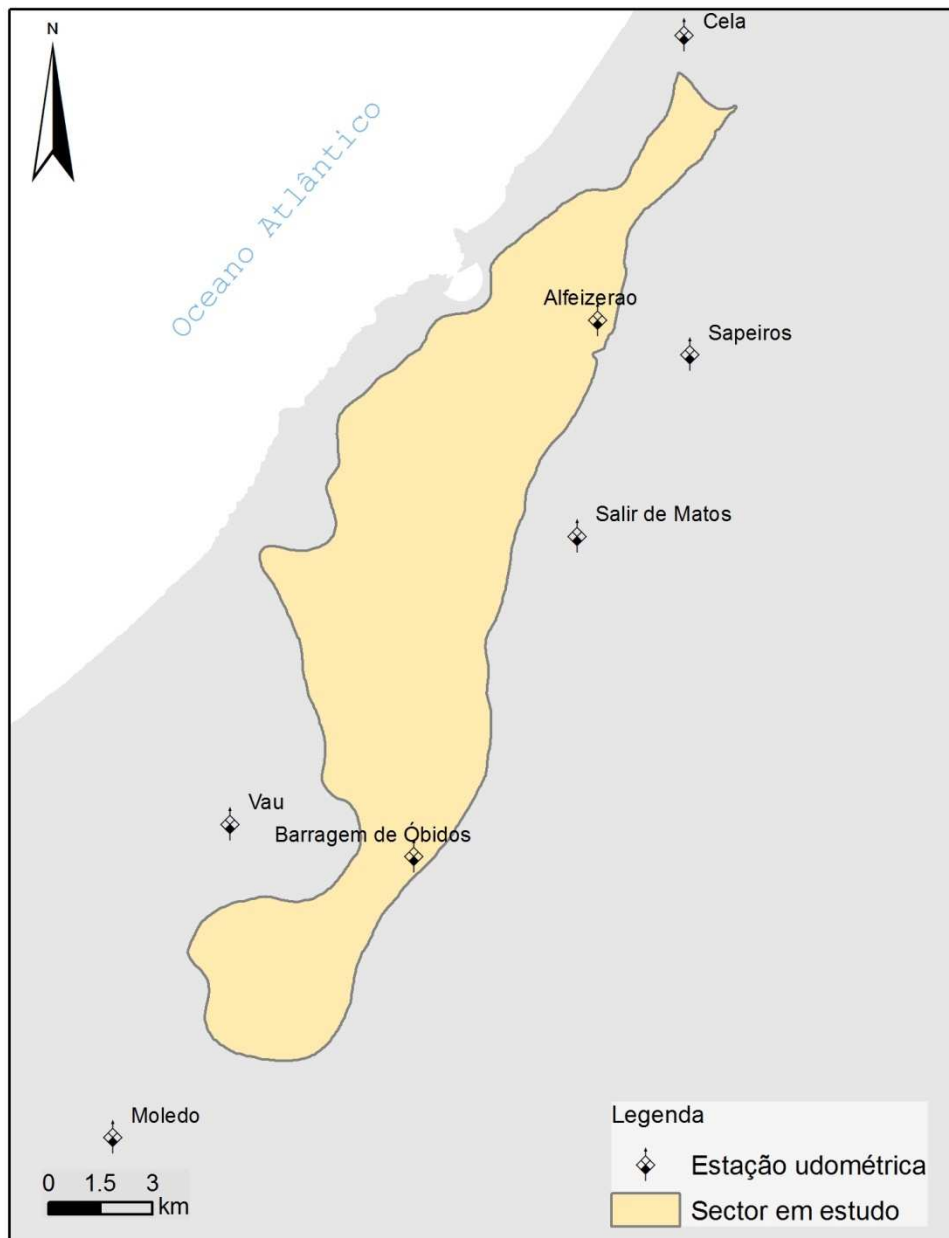 N
Cela
Oceano Atlântico
Alfeizerao
Sapeiros
Salir de Matos
Vau
Barragem de Óbidos
Moledo
0 1.5 3
km
Legenda
Estação udométrica
Sector em estudo